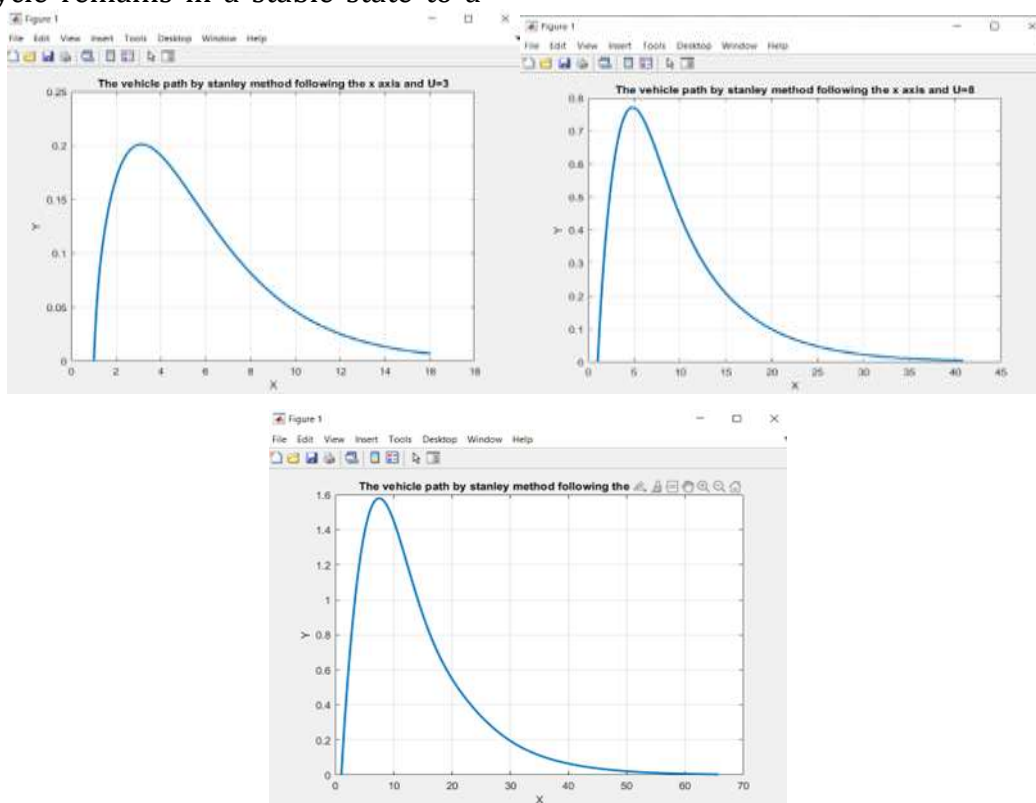 cycle remains in a stable state to a
Figure 1
File Edit View Insert Tools Desktop Window Help
The vehicle path by stanley method following the x axis and U=3
0.25
0.2
0.15
0.1
0.05
0
Y
0 2 4 6 8 10 12 14 16 18
X
Figure 1
File Edit View Insert Tools Desktop Window Help
The vehicle path by stanley method following the x axis and U=8
0.8
0.7
0.6
0.5
0.4
0.3
0.2
0.1
0
Y
0 5 10 15 20 25 30 35 40 45
X
Figure 1
File Edit View Insert Tools Desktop Window Help
The vehicle path by stanley method following the
1.6
1.4
1.2
1
0.8
0.6
0.4
0.2
0
Y
0 10 20 30 40 50 60 70
X